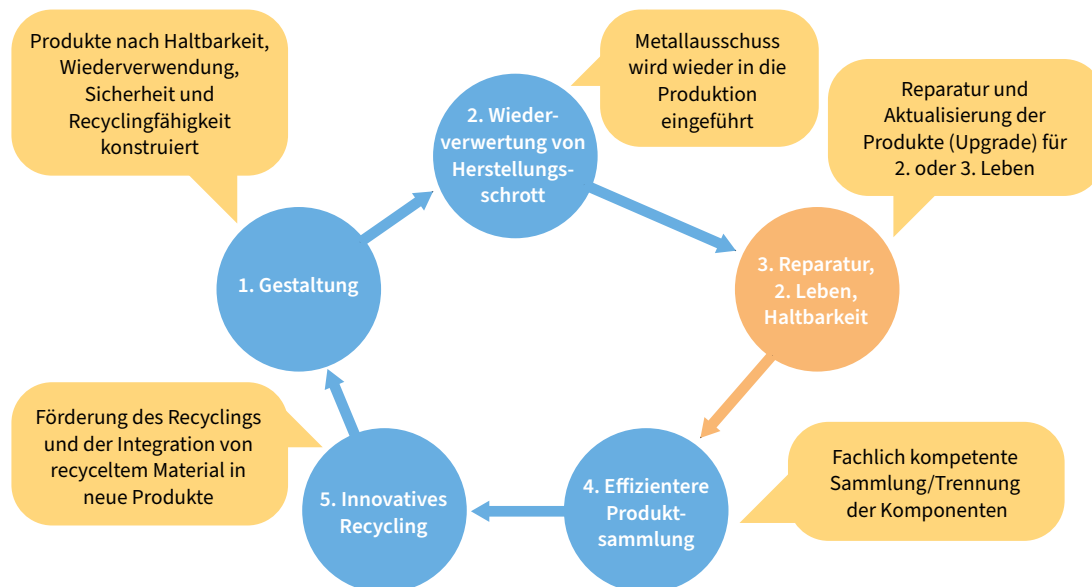 Produkte nach Haltbarkeit,
Wiederverwendung,
Sicherheit und
Recyclingfähigkeit
konstruiert
1. Gestaltung
Metallausschuss
wird wieder in die
Produktion
eingeführt
2. Wieder-
verwertung von
Herstellungs-
schrott
Reparatur und
Aktualisierung der
Produkte (Upgrade) für
2. oder 3. Leben
3. Reparatur,
2. Leben,
Haltbarkeit
Fachlich kompetente
Sammlung/Trennung
der Komponenten
4. Effizientere
Produkt-
sammlung
Förderung des Recyclings
und der Integration von
recyceltem Material in
neue Produkte
5. Innovatives
Recycling